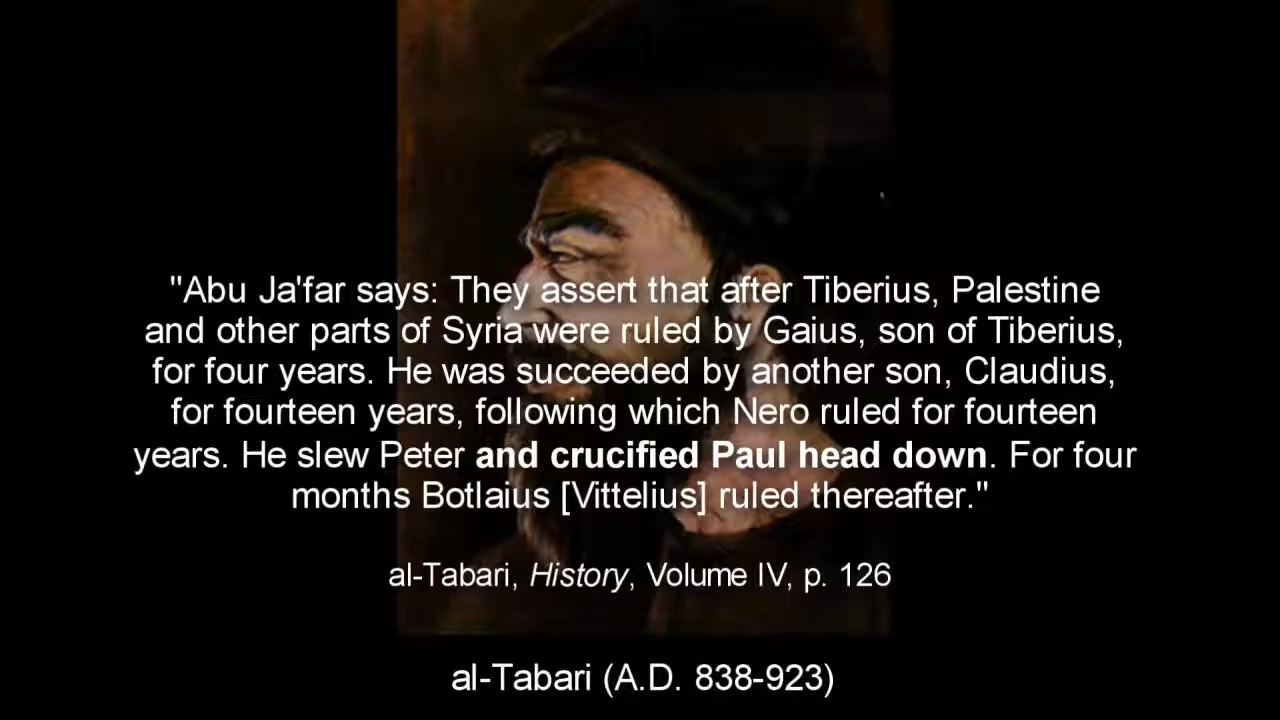 "Abu Ja'far says: They assert that after Tiberius, Palestine
and other parts of Syria were ruled by Gaius, son of Tiberius,
for four years. He was succeeded by another son, Claudius,
for fourteen years, following which Nero ruled for fourteen
years. He slew Peter and crucified Paul head down. For four
months Botlaius [Vittelius] ruled thereafter."
al-Tabari, History, Volume IV, p. 126
al-Tabari (A.D. 838-923)